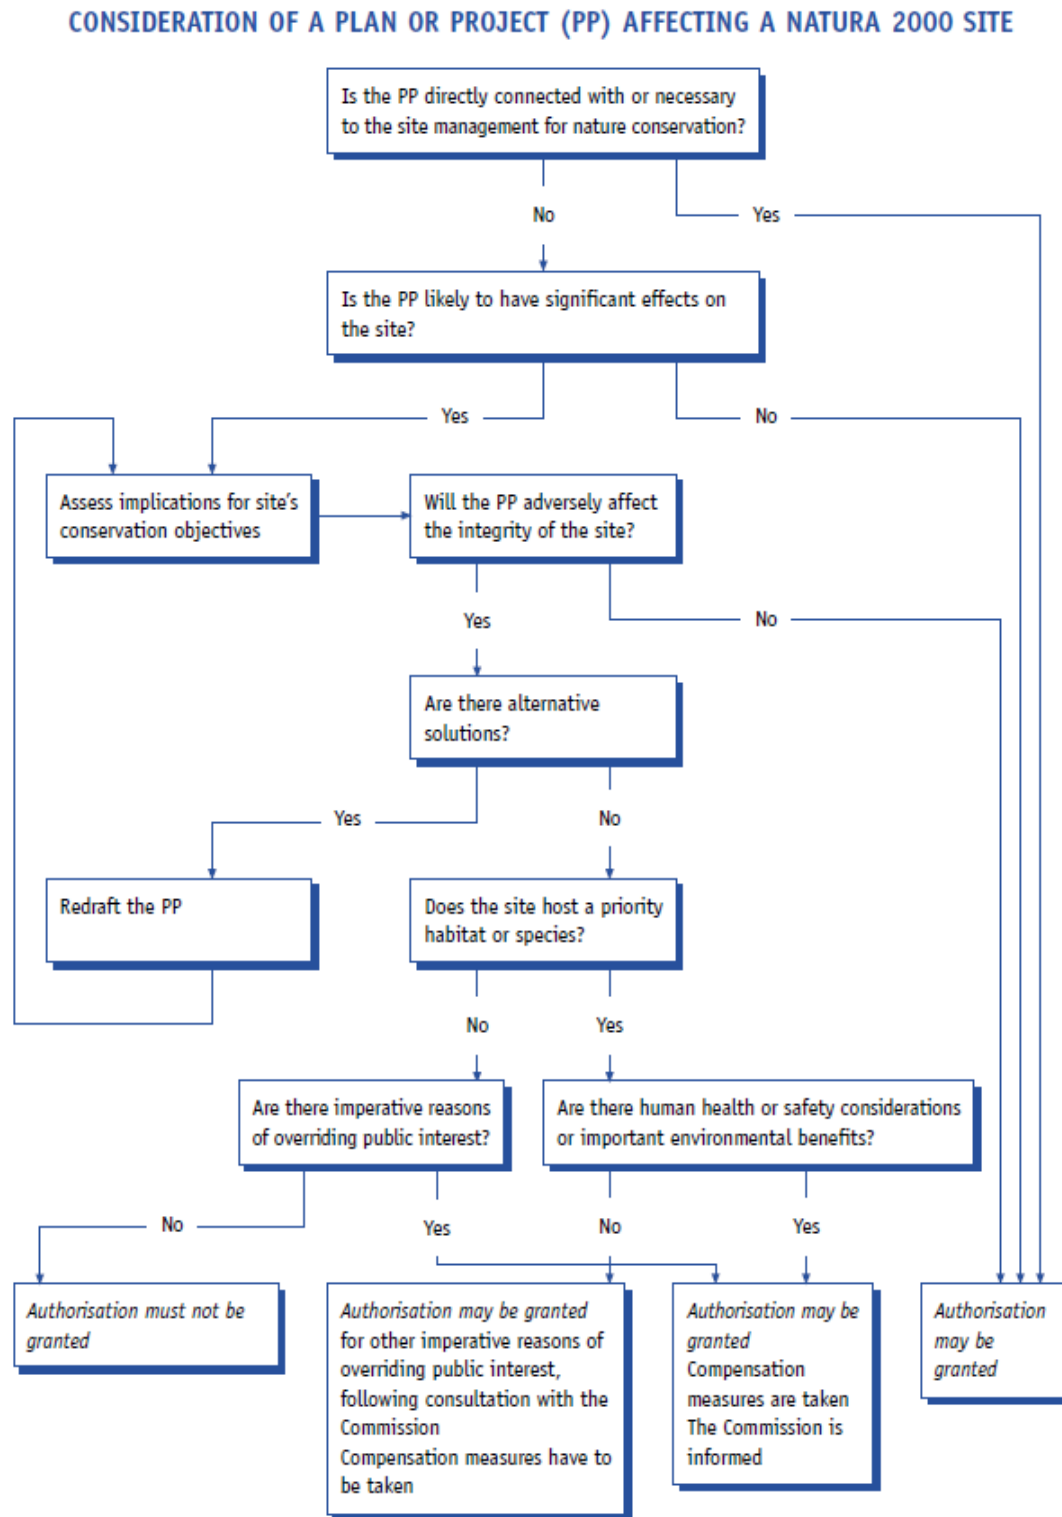 CONSIDERATION OF A PLAN OR PROJECT (PP) AFFECTING A NATURA 2000 SITE
Is the PP directly connected with or necessary
to the site management for nature conservation?
No
Yes
Is the PP likely to have significant effects on
the site?
Yes
No
Assess implications for site's
conservation objectives
Will the PP adversely affect
the integrity of the site?
Yes
No
Are there alternative
solutions?
Yes
No
Redraft the PP
Does the site host a priority
habitat or species?
No
Yes
Are there imperative reasons
of overriding public interest?
Are there human health or safety considerations
or important environmental benefits?
No
Yes
No
Yes
Authorisation must not be
granted
Authorisation may be granted
for other imperative reasons of
overriding public interest,
following consultation with the
Commission
Compensation measures have to
be taken
Authorisation may be
granted
Compensation
measures are taken
The Commission is
informed
Authorisation
may be
granted